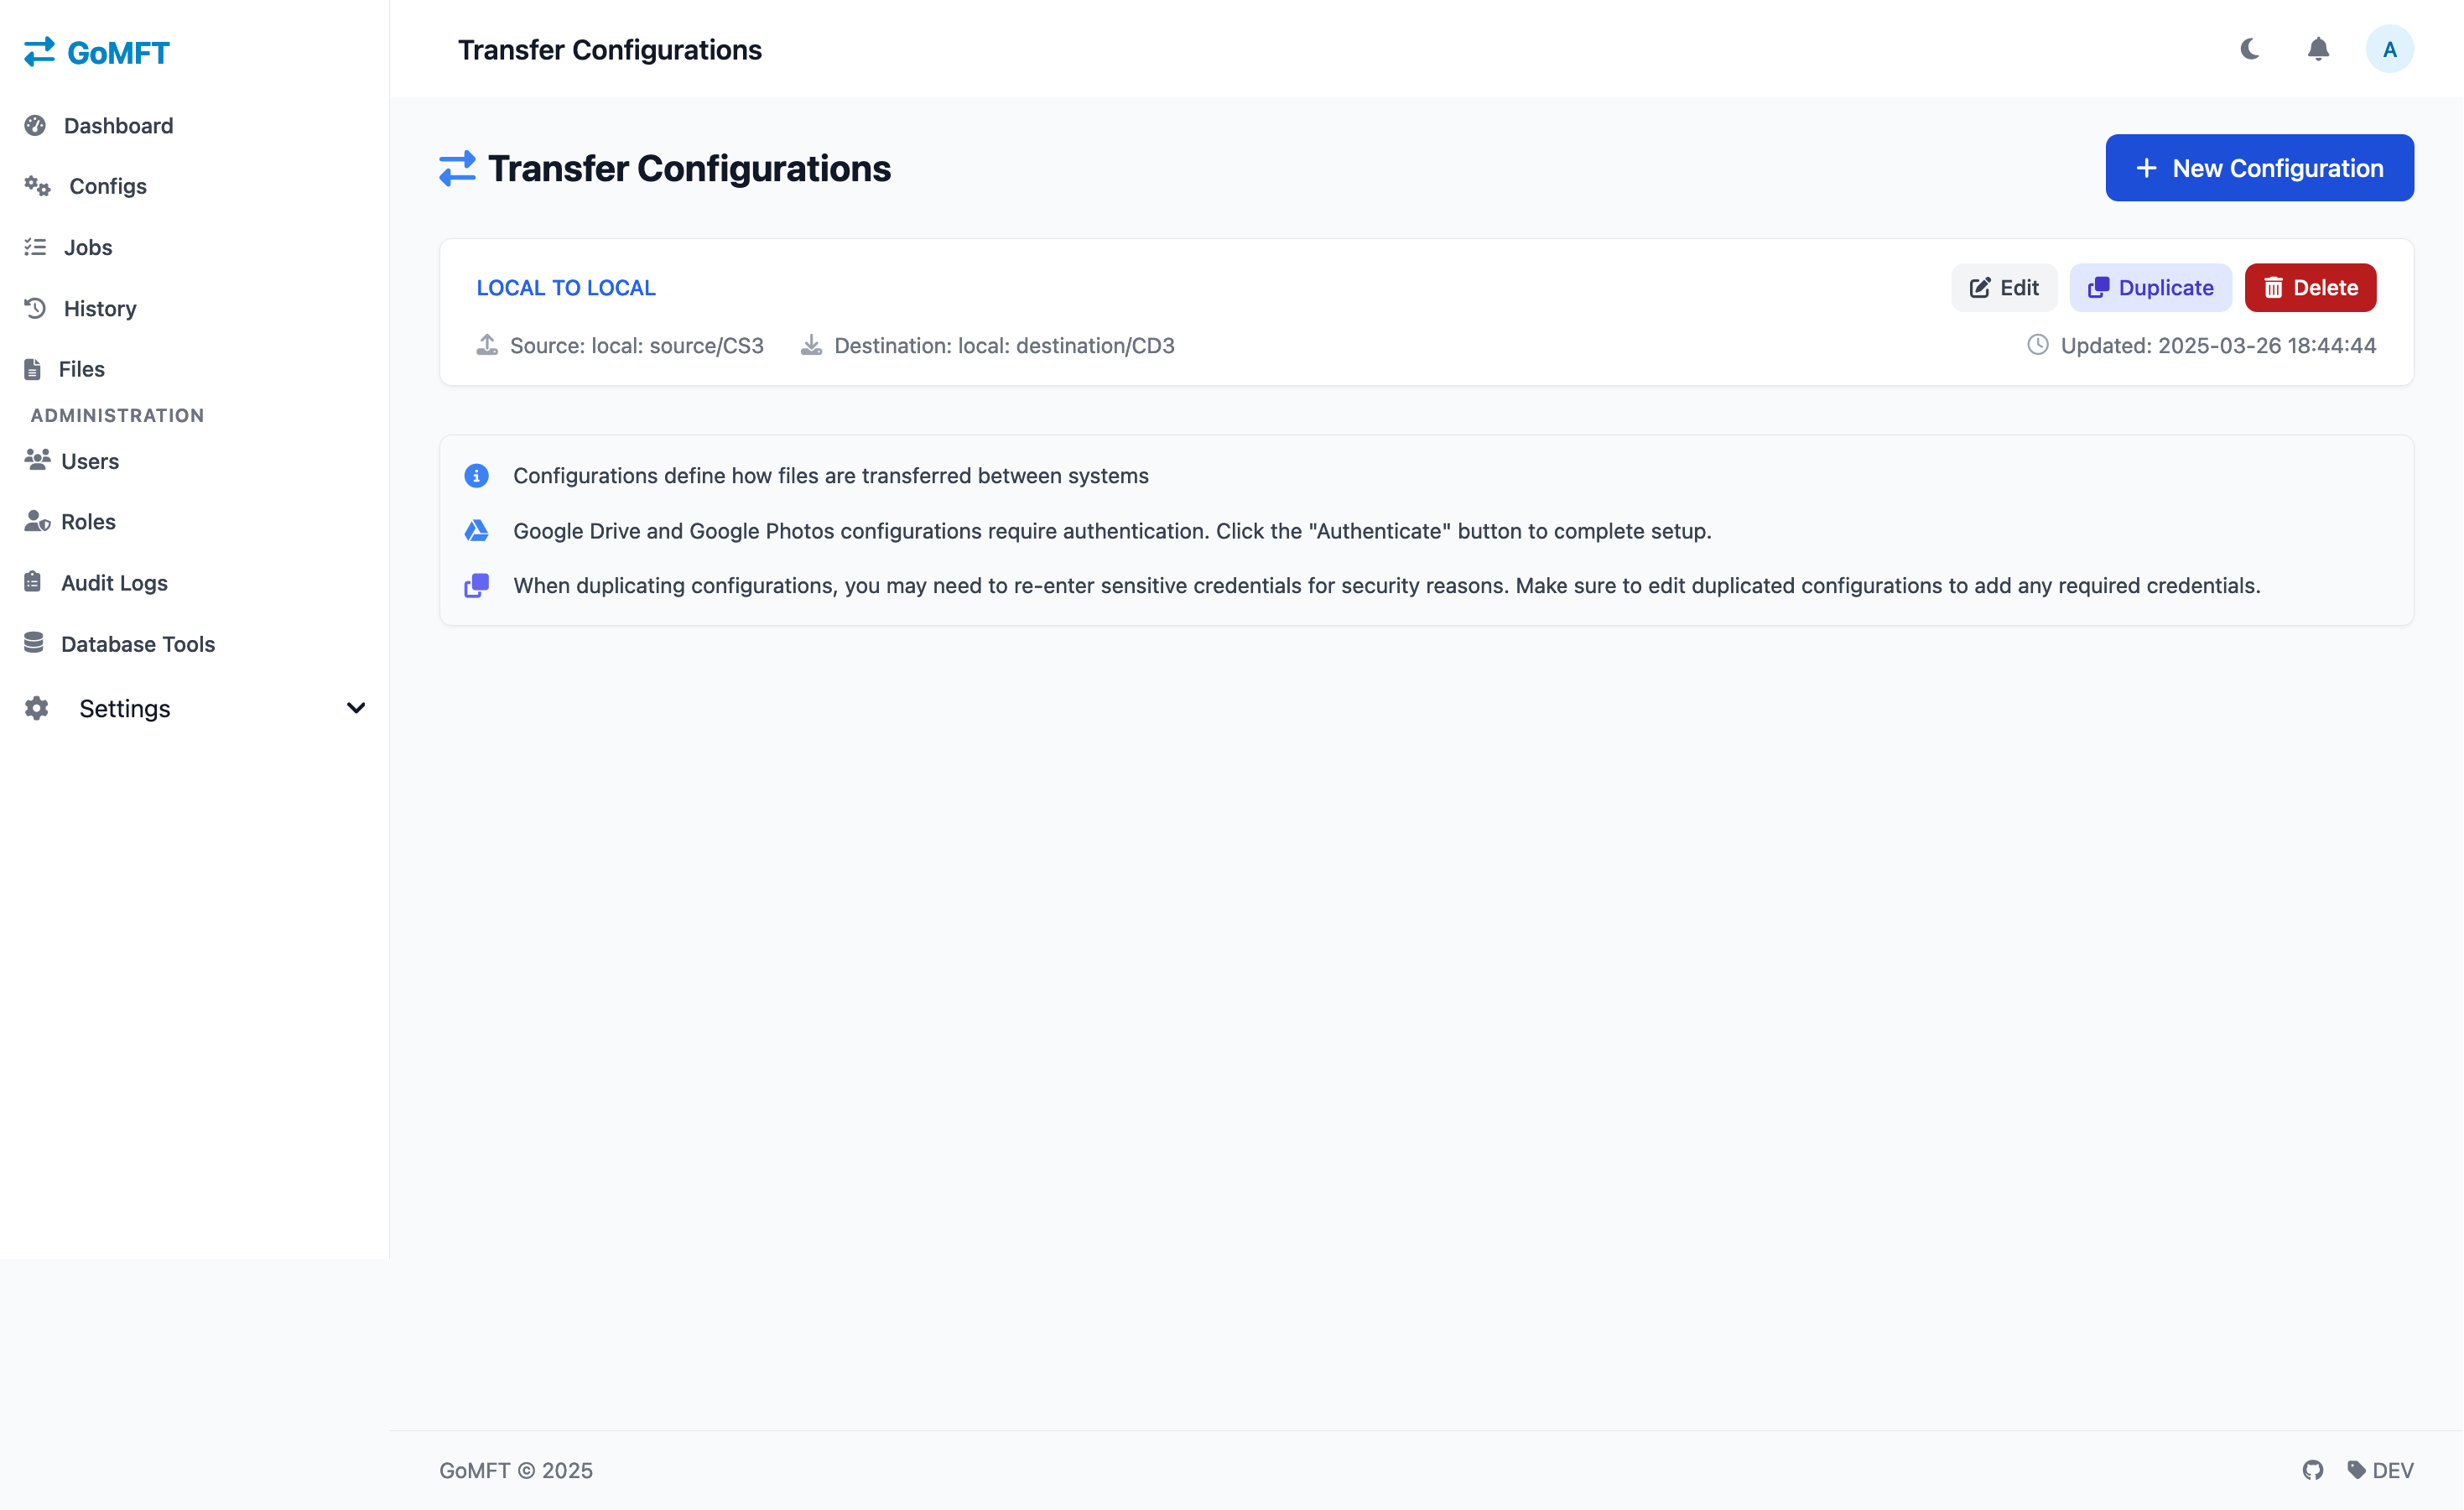 GoMFT
Dashboard
Configs
Jobs
History
Files
ADMINISTRATION
Users
Roles
Audit Logs
Database Tools
Settings
Transfer Configurations
A
Transfer Configurations
New Configuration
LOCAL TO LOCAL
Edit
Duplicate
Delete
Source: local: source/CS3
Destination: local: destination/CD3
Updated: 2025-03-26 18:44:44
Configurations define how files are transferred between systems
Google Drive and Google Photos configurations require authentication. Click the "Authenticate" button to complete setup.
When duplicating configurations, you may need to re-enter sensitive credentials for security reasons. Make sure to edit duplicated configurations to add any required credentials.
GoMFT © 2025
DEV